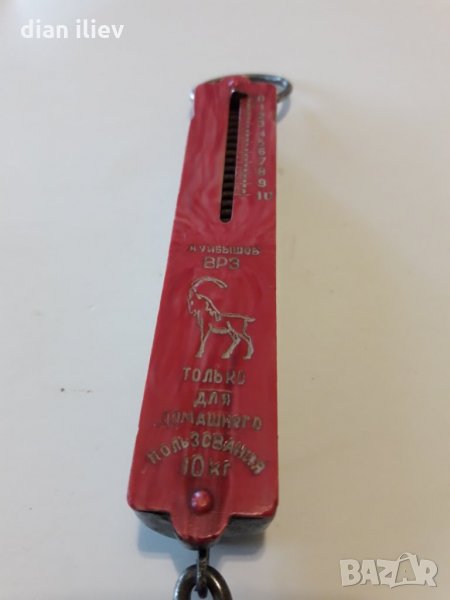 dian iliev
0
1
2
3
4
5
6
7
8
9
10
КУЙБЫШЕВ
ВРЗ
ТОЛЬКО
ДЛЯ
ДОМАШНЕГО
ПОЛЬЗОВАНИЯ
10 КГ
BAZAR